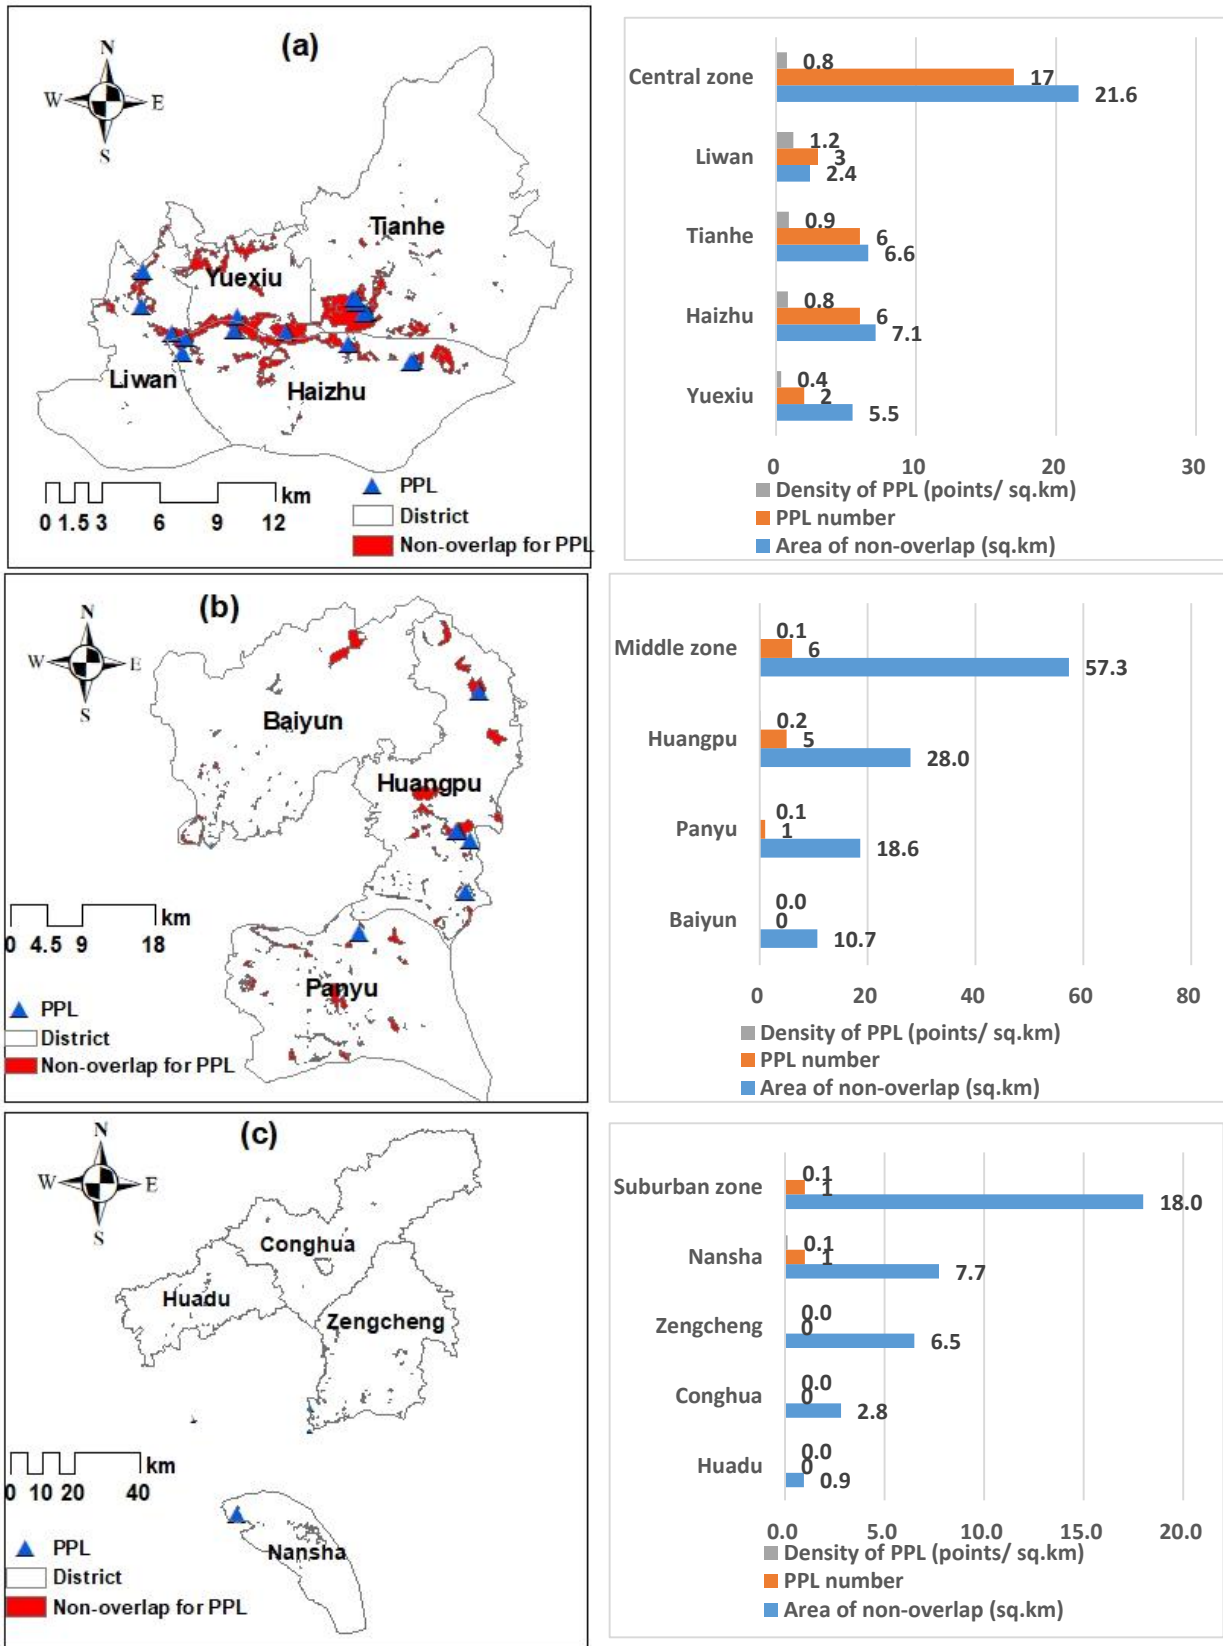 (a)
N
W E
S
Tianhe
Yuexiu
Liwan
Haizhu
km
0 1.5 3 6 9 12
PPL
District
Non-overlap for PPL
Central zone
0.8
17
21.6
Liwan
1.2
3
2.4
Tianhe
0.9
6
6.6
Haizhu
0.8
6
7.1
Yuexiu
0.4
2
5.5
0 10 20 30
Density of PPL (points/ sq.km)
PPL number
Area of non-overlap (sq.km)
(b)
N
W E
S
Baiyun
Huangpu
Panyu
km
0 4.5 9 18
PPL
District
Non-overlap for PPL
Middle zone
0.1
6
57.3
Huangpu
0.2
5
28.0
Panyu
0.1
1
18.6
Baiyun
0.0
0
10.7
0 20 40 60 80
Density of PPL (points/ sq.km)
PPL number
Area of non-overlap (sq.km)
(c)
N
W E
S
Conghua
Huadu
Zengcheng
Nansha
km
0 10 20 40
PPL
District
Non-overlap for PPL
Suburban zone
0.1
1
18.0
Nansha
0.1
1
7.7
Zengcheng
0.0
0
6.5
Conghua
0.0
0
2.8
Huadu
0.0
0
0.9
0.0 5.0 10.0 15.0 20.0
Density of PPL (points/ sq.km)
PPL number
Area of non-overlap (sq.km)